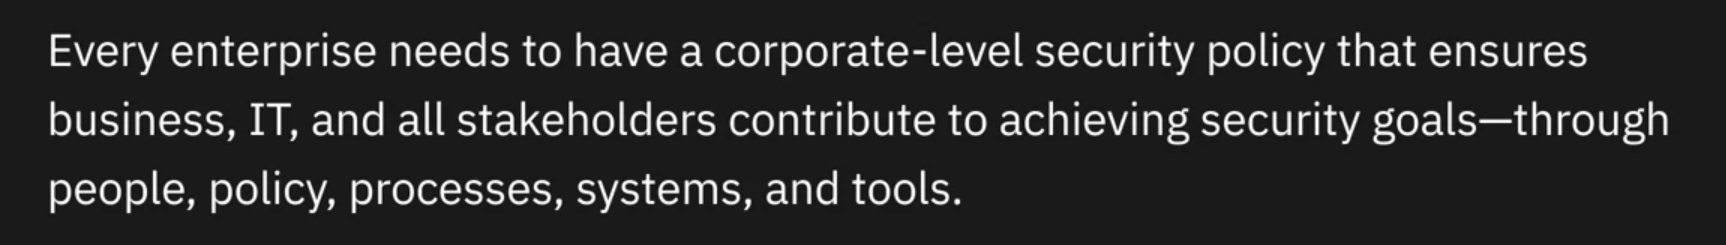 Every enterprise needs to have a corporate-level security policy that ensures
business, IT, and all stakeholders contribute to achieving security goals—through
people, policy, processes, systems, and tools.